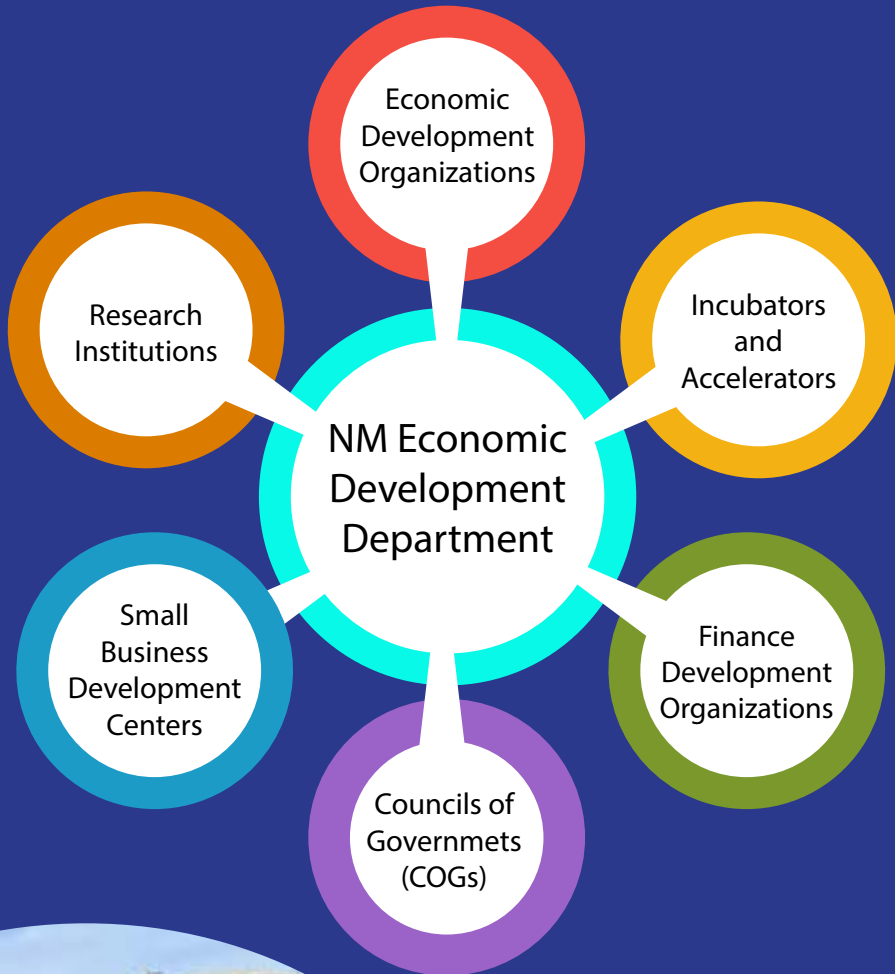 Economic
Development
Organizations
Research
Institutions
Incubators
and
Accelerators
NM Economic
Development
Department
Small
Business
Development
Centers
Finance
Development
Organizations
Councils of
Governmets
(COGs)